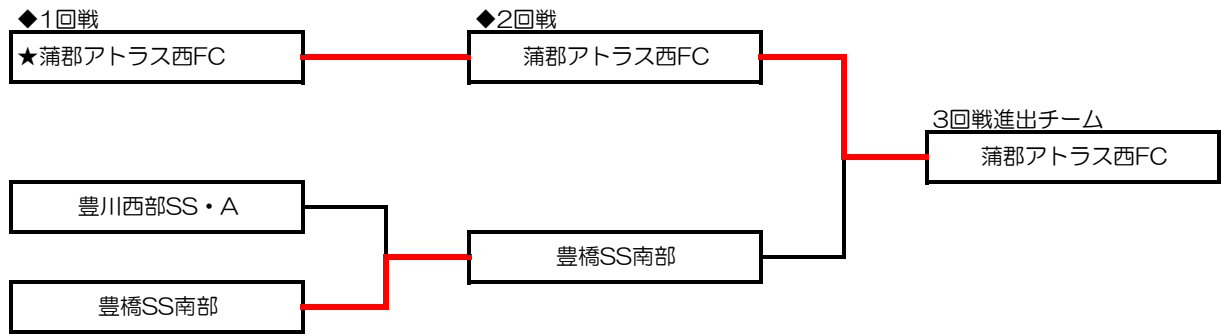 ◆1回戦
◆2回戦
★蒲郡アトラス西FC
蒲郡アトラス西FC
3回戦進出チーム
蒲郡アトラス西FC
豊川西部SS・A
豊橋SS南部
豊橋SS南部